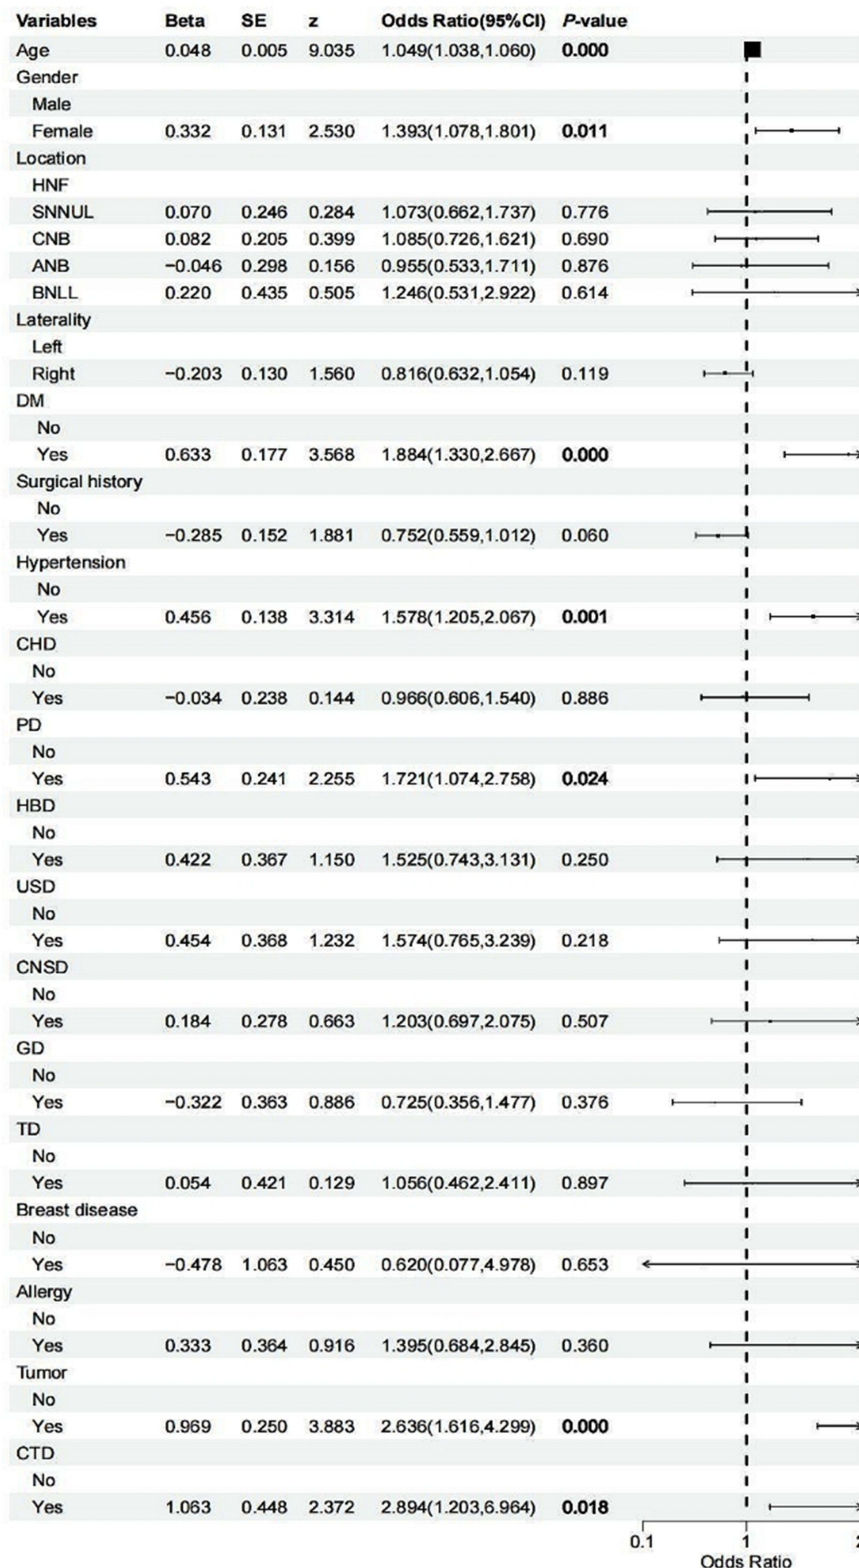 Variables Beta SE z Odds Ratio(95%CI) P-value
Age 0.048 0.005 9.035 1.049(1.038,1.060) 0.000
Gender
Male
Female 0.332 0.131 2.530 1.393(1.078,1.801) 0.011
Location
HNF
SNNUL 0.070 0.246 0.284 1.073(0.662,1.737) 0.776
CNB 0.082 0.205 0.399 1.085(0.726,1.621) 0.690
ANB −0.046 0.298 0.156 0.955(0.533,1.711) 0.876
BNLL 0.220 0.435 0.505 1.246(0.531,2.922) 0.614
Laterality
Left
Right −0.203 0.130 1.560 0.816(0.632,1.054) 0.119
DM
No
Yes 0.633 0.177 3.568 1.884(1.330,2.667) 0.000
Surgical history
No
Yes −0.285 0.152 1.881 0.752(0.559,1.012) 0.060
Hypertension
No
Yes 0.456 0.138 3.314 1.578(1.205,2.067) 0.001
CHD
No
Yes −0.034 0.238 0.144 0.966(0.606,1.540) 0.886
PD
No
Yes 0.543 0.241 2.255 1.721(1.074,2.758) 0.024
HBD
No
Yes 0.422 0.367 1.150 1.525(0.743,3.131) 0.250
USD
No
Yes 0.454 0.368 1.232 1.574(0.765,3.239) 0.218
CNSD
No
Yes 0.184 0.278 0.663 1.203(0.697,2.075) 0.507
GD
No
Yes −0.322 0.363 0.886 0.725(0.356,1.477) 0.376
TD
No
Yes 0.054 0.421 0.129 1.056(0.462,2.411) 0.897
Breast disease
No
Yes −0.478 1.063 0.450 0.620(0.077,4.978) 0.653
Allergy
No
Yes 0.333 0.364 0.916 1.395(0.684,2.845) 0.360
Tumor
No
Yes 0.969 0.250 3.883 2.636(1.616,4.299) 0.000
CTD
No
Yes 1.063 0.448 2.372 2.894(1.203,6.964) 0.018
0.1 1
Odds Ratio